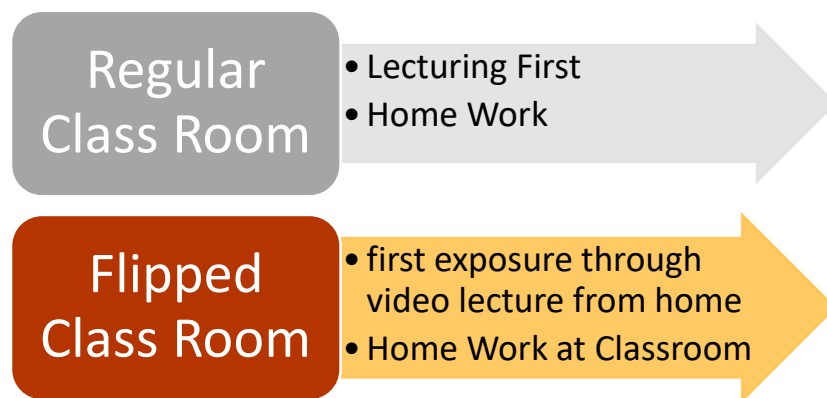 Regular
Class Room
• Lecturing First
• Home Work
Flipped
Class Room
• first exposure through
video lecture from home
• Home Work at Classroom